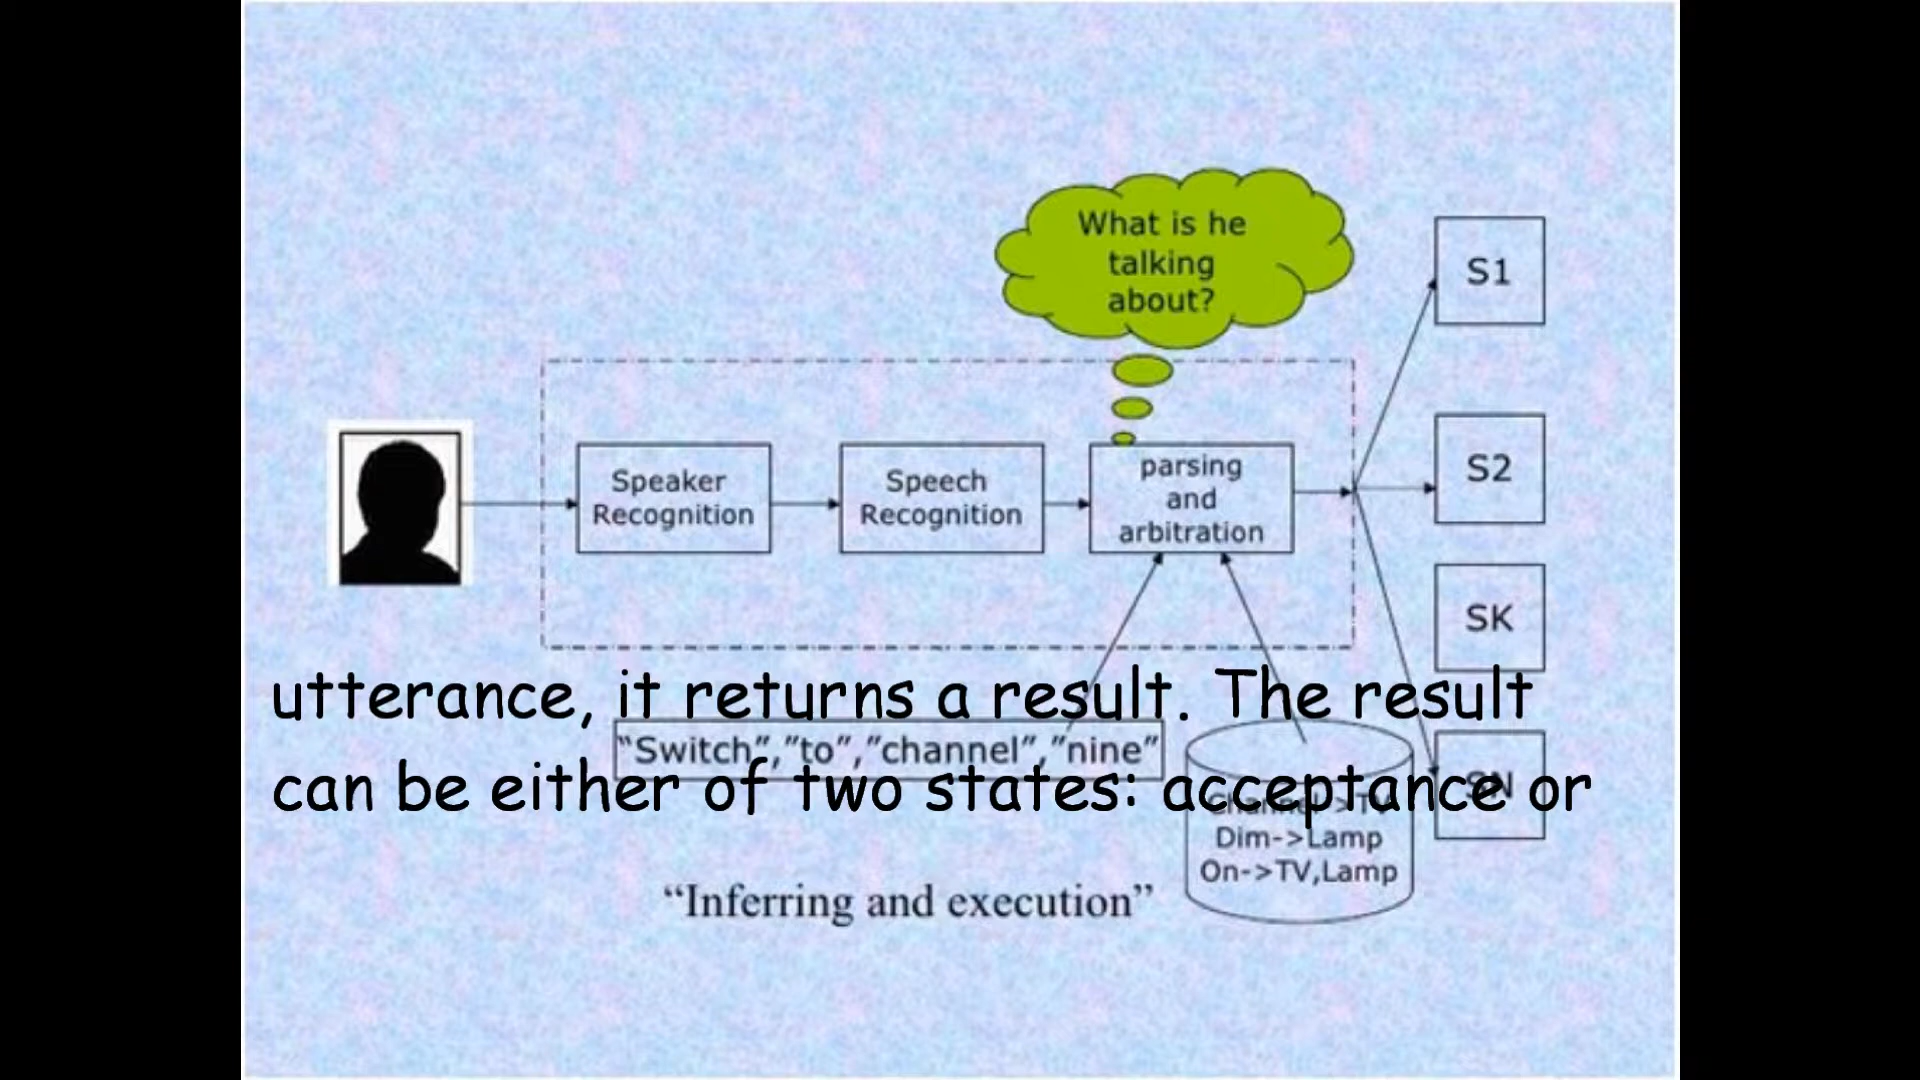 What is he
talking
about?
S1
Speaker
Recognition
Speech
Recognition
parsing
and
arbitration
S2
SK
utterance, it returns a result. The result
"Switch","to","channel","nine"
can be either of two states: acceptance or
SN
Channel->TV
Dim->Lamp
On->TV,Lamp
“Inferring and execution”